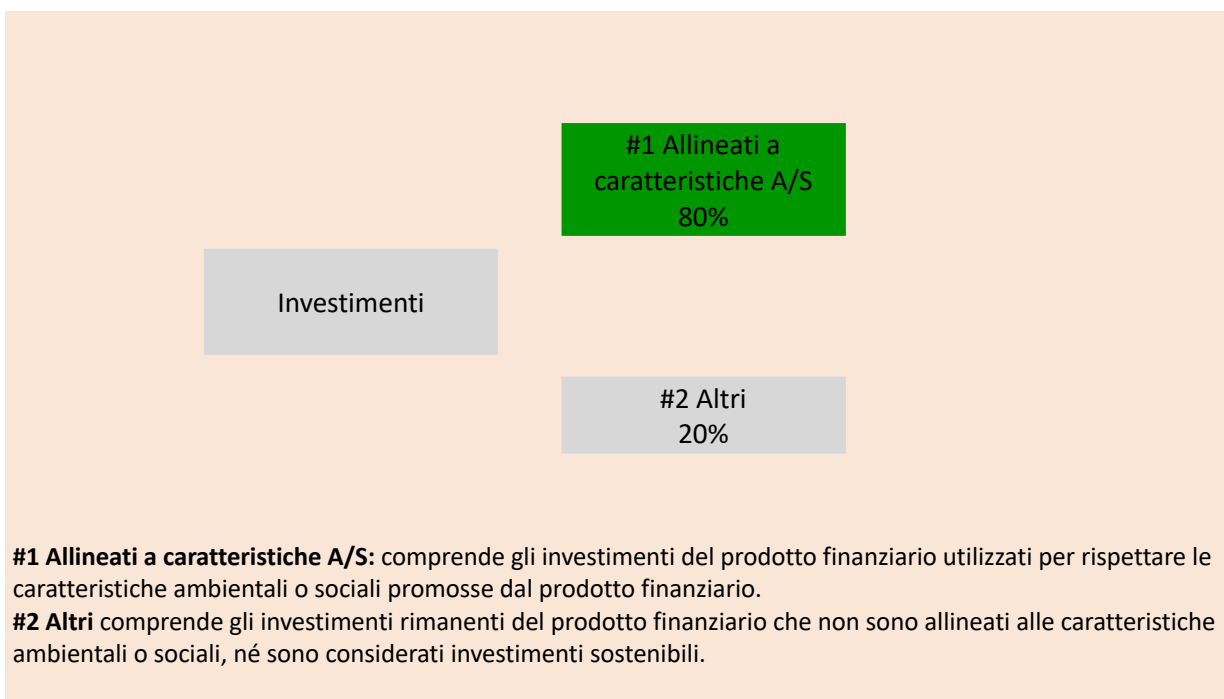 #1 Allineati a
caratteristiche A/S
80%
Investimenti
#2 Altri
20%
#1 Allineati a caratteristiche A/S: comprende gli investimenti del prodotto finanziario utilizzati per rispettare le
caratteristiche ambientali o sociali promosse dal prodotto finanziario.
#2 Altri comprende gli investimenti rimanenti del prodotto finanziario che non sono allineati alle caratteristiche
ambientali o sociali, né sono considerati investimenti sostenibili.